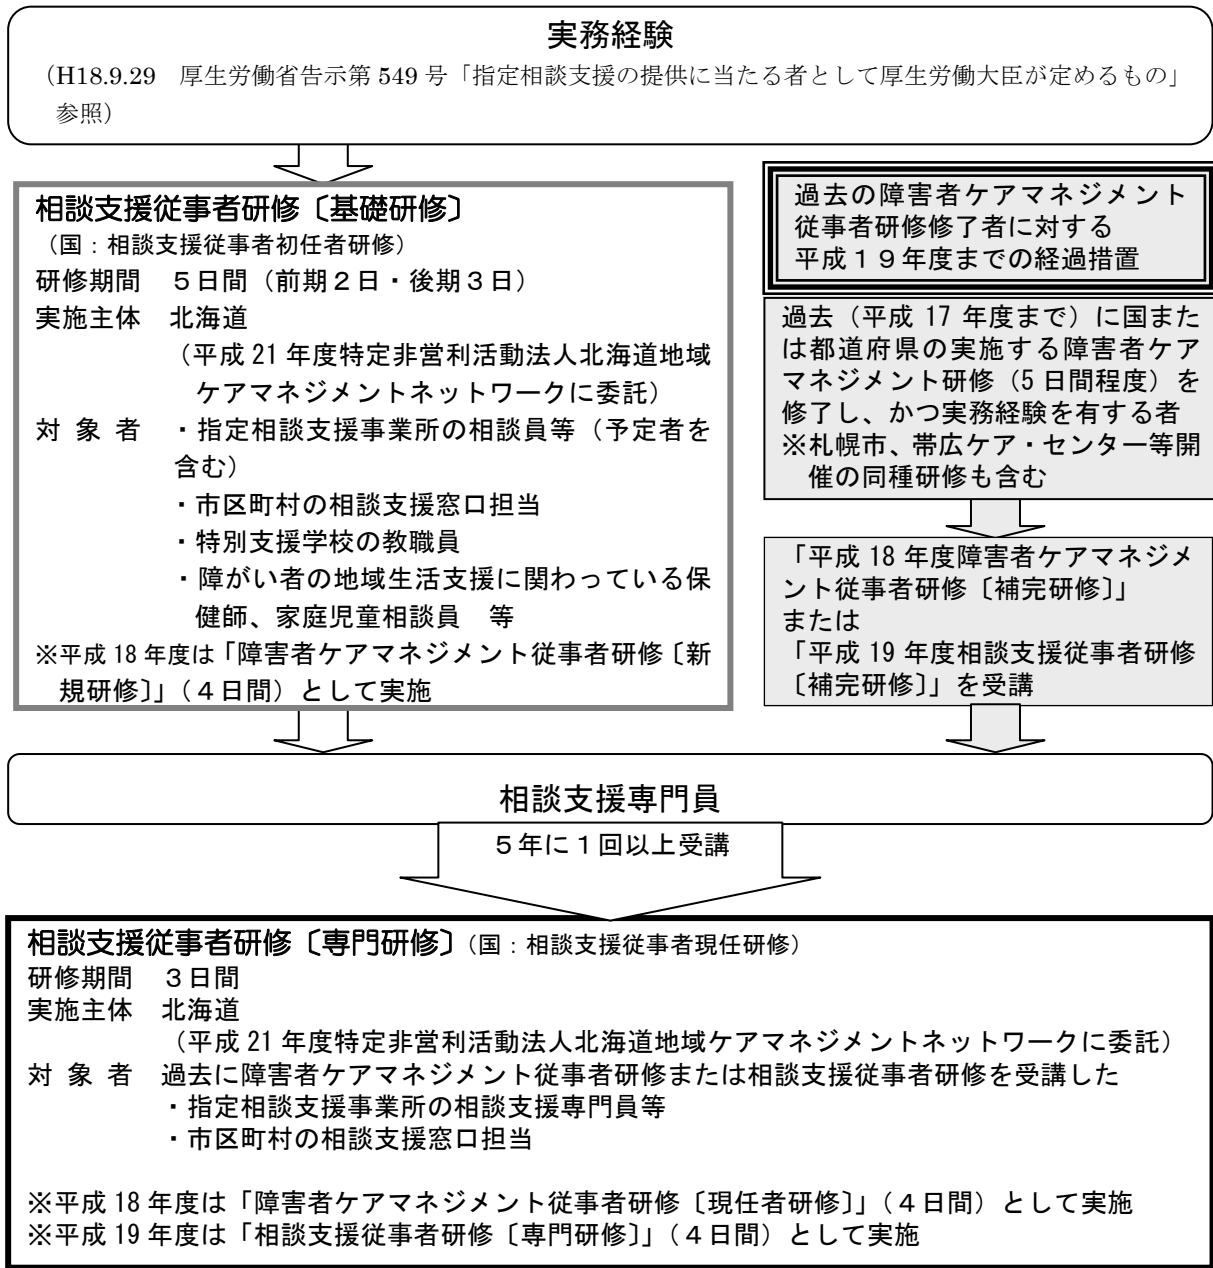 実務経験
（H18.9.29　厚生労働省告示第 549 号「指定相談支援の提供に当たる者として厚生労働大臣が定めるもの」
参照）
相談支援従事者研修〔基礎研修〕
（国：相談支援従事者初任者研修）
研修期間　５日間（前期２日・後期３日）
実施主体　北海道
（平成 21 年度特定非営利活動法人北海道地域
ケアマネジメントネットワークに委託）
対 象 者　・指定相談支援事業所の相談員等（予定者を
含む）
・市区町村の相談支援窓口担当
・特別支援学校の教職員
・障がい者の地域生活支援に関わっている保
健師、家庭児童相談員　等
※平成 18 年度は「障害者ケアマネジメント従事者研修〔新
規研修〕」（４日間）として実施
過去の障害者ケアマネジメント
従事者研修修了者に対する
平成１９年度までの経過措置
過去（平成 17 年度まで）に国また
は都道府県の実施する障害者ケア
マネジメント研修（5 日間程度）を
修了し、かつ実務経験を有する者
※札幌市、帯広ケア・センター等開
催の同種研修も含む
「平成 18 年度障害者ケアマネジメ
ント従事者研修〔補完研修〕」
または
「平成 19 年度相談支援従事者研修
〔補完研修〕」を受講
相談支援専門員
５年に１回以上受講
相談支援従事者研修〔専門研修〕（国：相談支援従事者現任研修）
研修期間　３日間
実施主体　北海道
（平成 21 年度特定非営利活動法人北海道地域ケアマネジメントネットワークに委託）
対 象 者　過去に障害者ケアマネジメント従事者研修または相談支援従事者研修を受講した
・指定相談支援事業所の相談支援専門員等
・市区町村の相談支援窓口担当
※平成 18 年度は「障害者ケアマネジメント従事者研修〔現任者研修〕」（４日間）として実施
※平成 19 年度は「相談支援従事者研修〔専門研修〕」（４日間）として実施